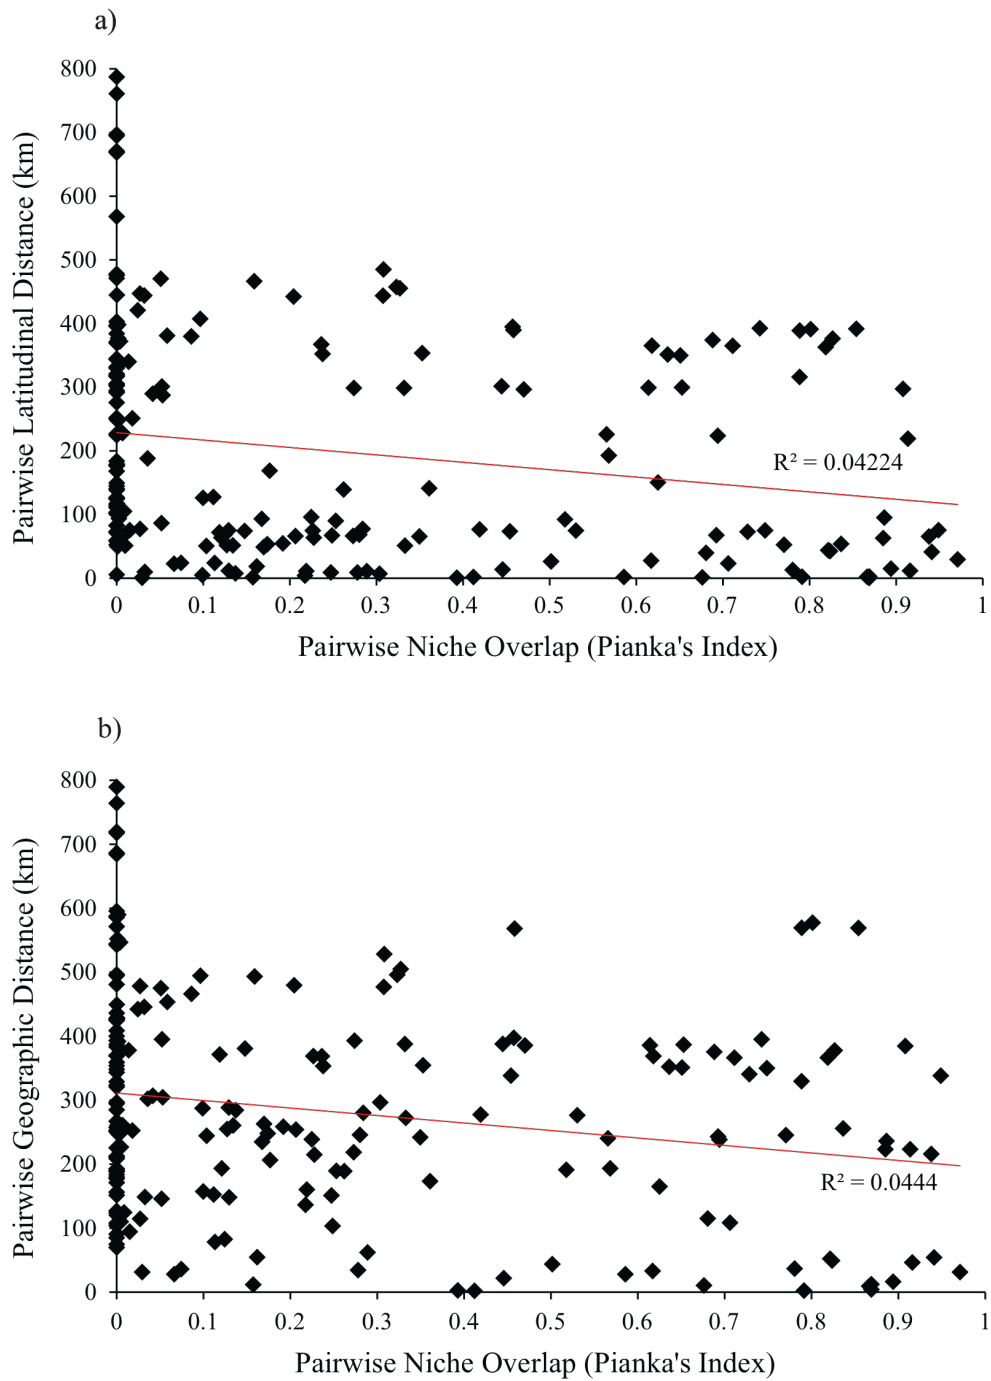 a)
800
700
600
500
400
300
200
100
0
Pairwise Latitudinal Distance (km)
R² = 0.04224
0 0.1 0.2 0.3 0.4 0.5 0.6 0.7 0.8 0.9 1
Pairwise Niche Overlap (Pianka's Index)
b)
800
700
600
500
400
300
200
100
0
Pairwise Geographic Distance (km)
R² = 0.0444
0 0.1 0.2 0.3 0.4 0.5 0.6 0.7 0.8 0.9 1
Pairwise Niche Overlap (Pianka's Index)